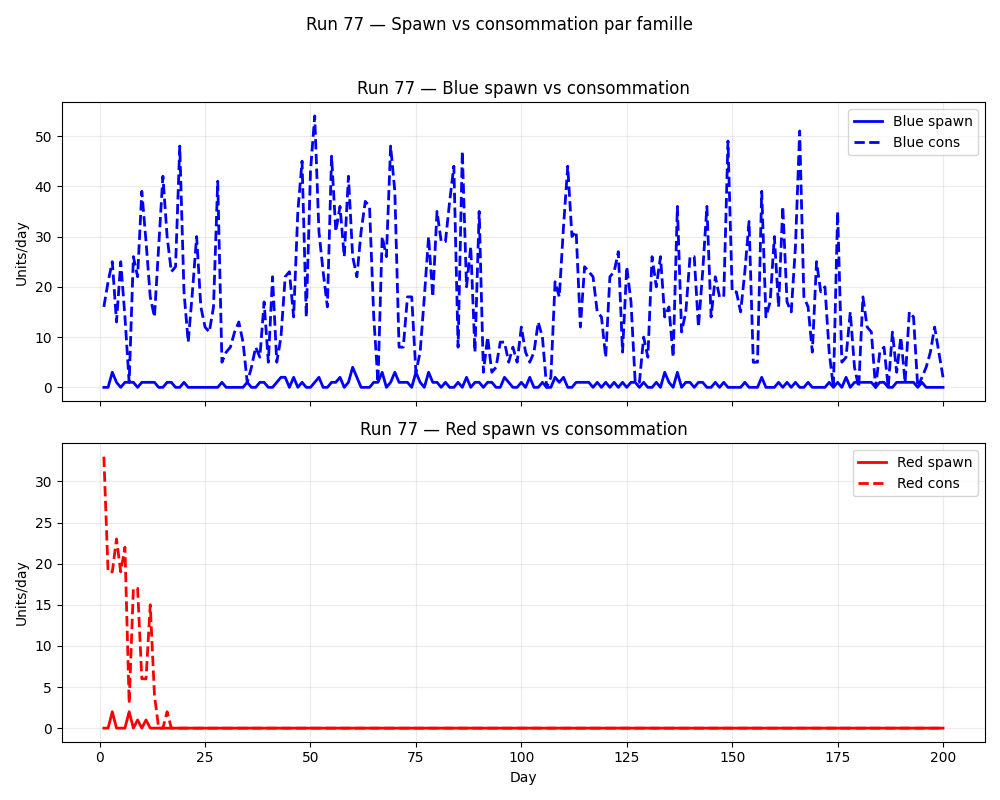 Run 77 — Spawn vs consommation par famille
Run 77 — Blue spawn vs consommation
Blue spawn
Blue cons
Units/day
50
40
30
20
10
0
Run 77 — Red spawn vs consommation
Red spawn
Red cons
Units/day
30
25
20
15
10
5
0
0 25 50 75 100 125 150 175 200
Day